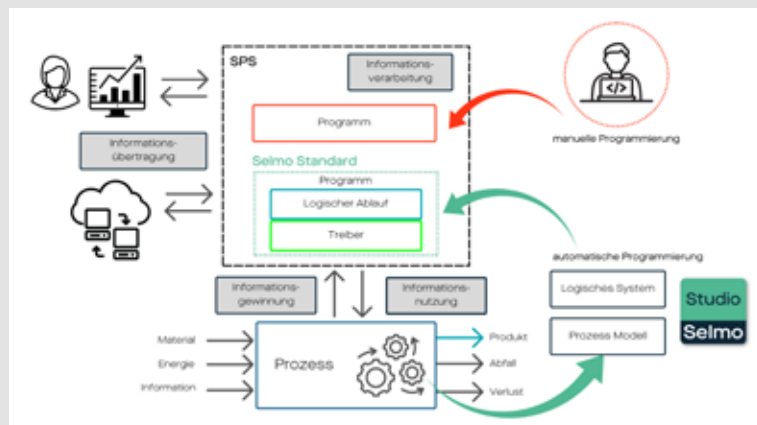 SPS
Informations-
verarbeitung
</>
Programm
manuelle Programmierung
Informations-
übertragung
Selmo Standard
Programm
Logischer Ablauf
Treiber
automatische Programmierung
Informations-
gewinnung
Informations-
nutzung
Logisches System
Studio
Selmo
Prozess Modell
Material
Energie
Information
Prozess
Produkt
Abfall
Verlust